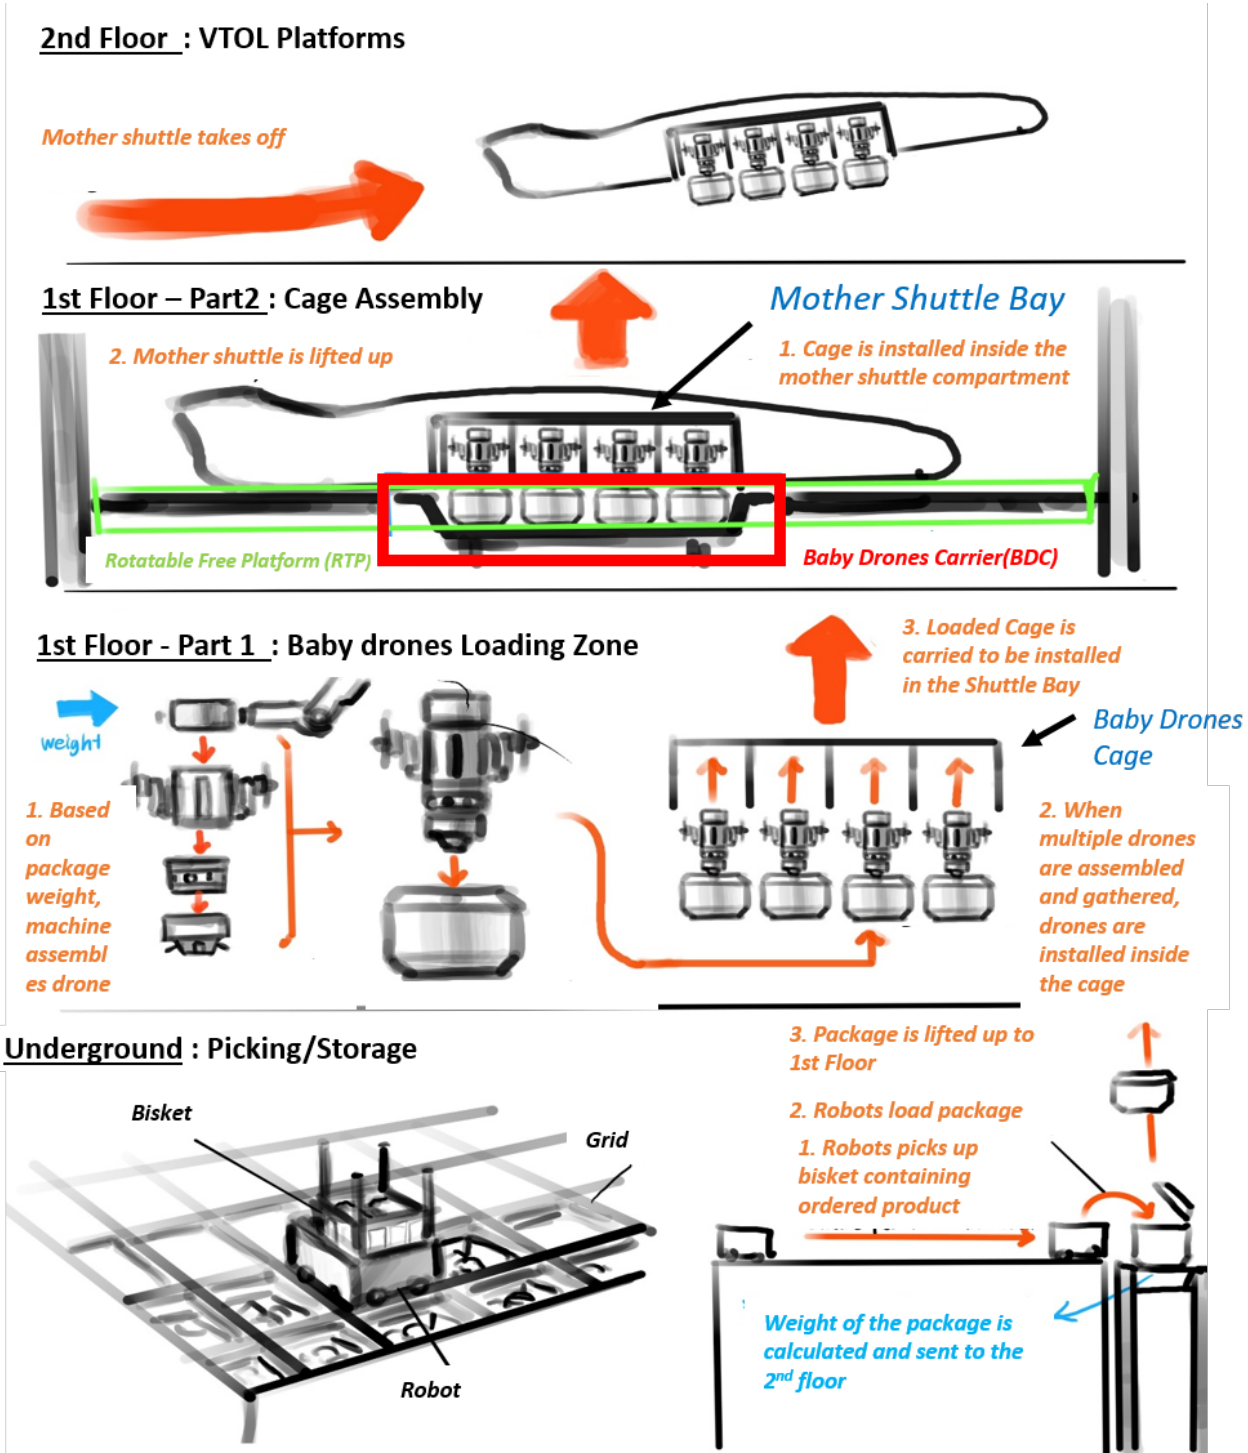 2nd Floor : VTOL Platforms
Mother shuttle takes off
1st Floor – Part2 : Cage Assembly
Mother Shuttle Bay
2. Mother shuttle is lifted up
1. Cage is installed inside the
mother shuttle compartment
Rotatable Free Platform (RTP)
Baby Drones Carrier(BDC)
1st Floor - Part 1 : Baby drones Loading Zone
3. Loaded Cage is
carried to be installed
in the Shuttle Bay
weight
Baby Drones
Cage
1. Based
on
package
weight,
machine
assembl
es drone
2. When
multiple drones
are assembled
and gathered,
drones are
installed inside
the cage
Underground : Picking/Storage
3. Package is lifted up to
1st Floor
2. Robots load package
1. Robots picks up
bisket containing
ordered product
Bisket
Grid
Robot
Weight of the package is
calculated and sent to the
2nd floor